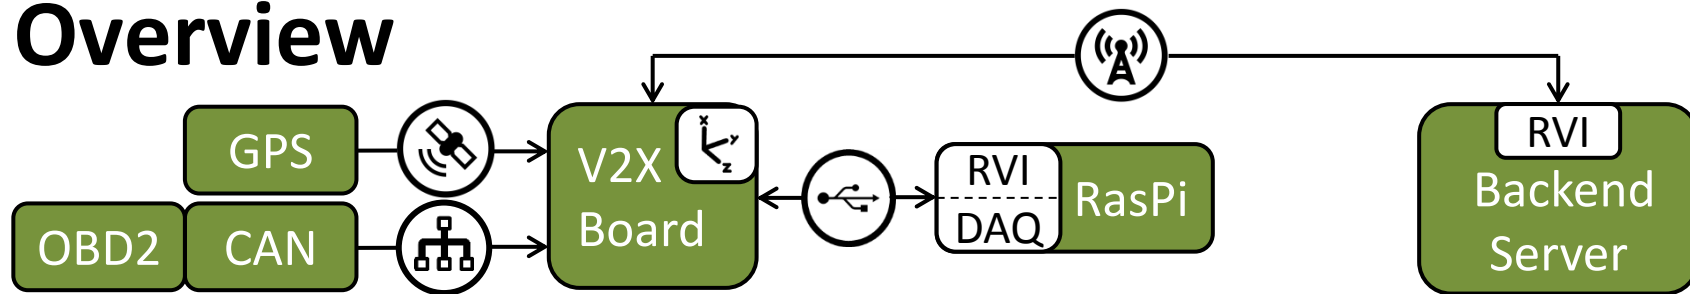 Overview
GPS
OBD2
CAN
V2X
Board
X
Y
Z
RVI
DAQ
RasPi
RVI
Backend
Server